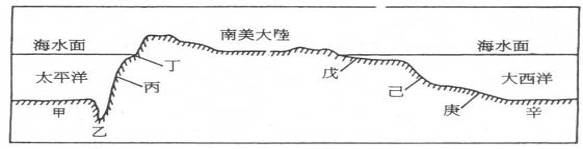 南美大陸
海水面 海水面
太平洋 丁 戊 大西洋
丙 己
甲 庚 辛
乙